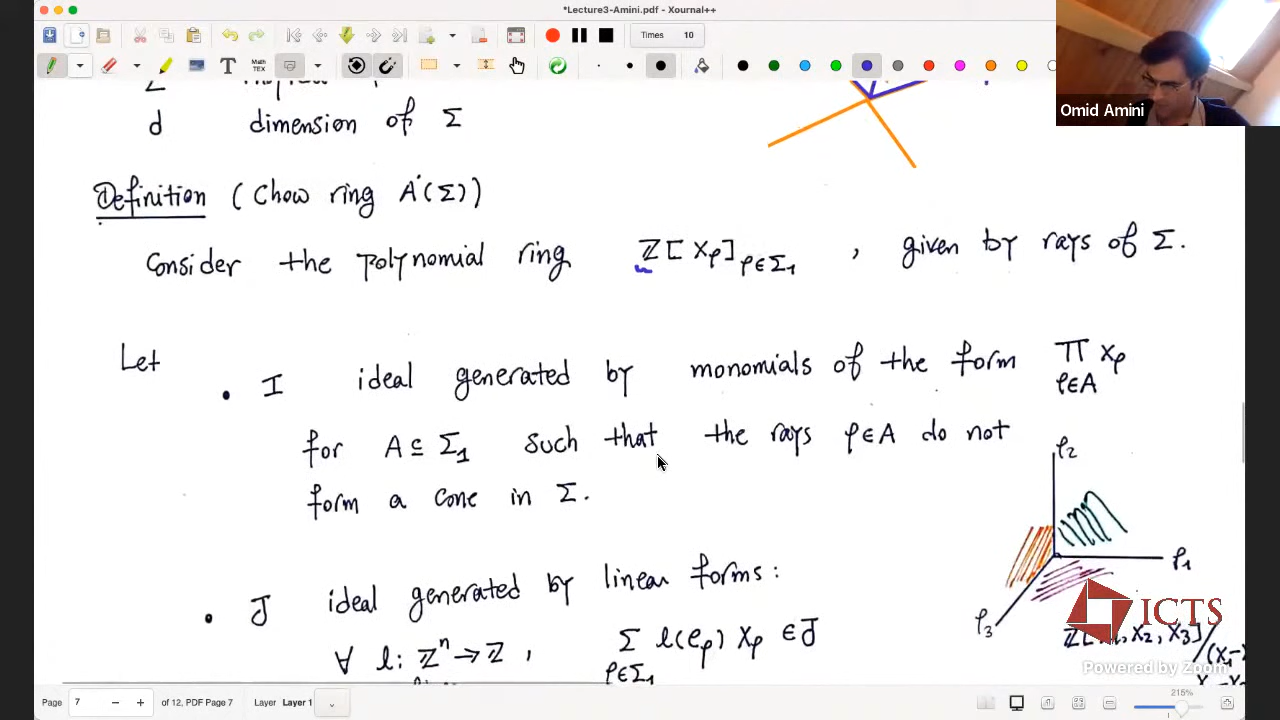 *Lecture3-Amini.pdf - Xournal++
Times 10
Omid Amini
d dimension of Σ
Definition (Chow ring A˙(Σ))
Consider the polynomial ring ℤ[xρ]ρ∈Σ₁ , given by rays of Σ.
Let
• I ideal generated by monomials of the form Π xρ
ρ∈A
for A ⊆ Σ₁ such that the rays ρ∈A do not
form a cone in Σ.
ρ2
ρ1
ρ3
• J ideal generated by linear forms:
∀ l: ℤⁿ → ℤ , Σ l(eρ) xρ ∈ J
ρ∈Σ₁
ICTS
Powered by Zoom
Page 7 of 12, PDF Page 7 Layer Layer 1
215%